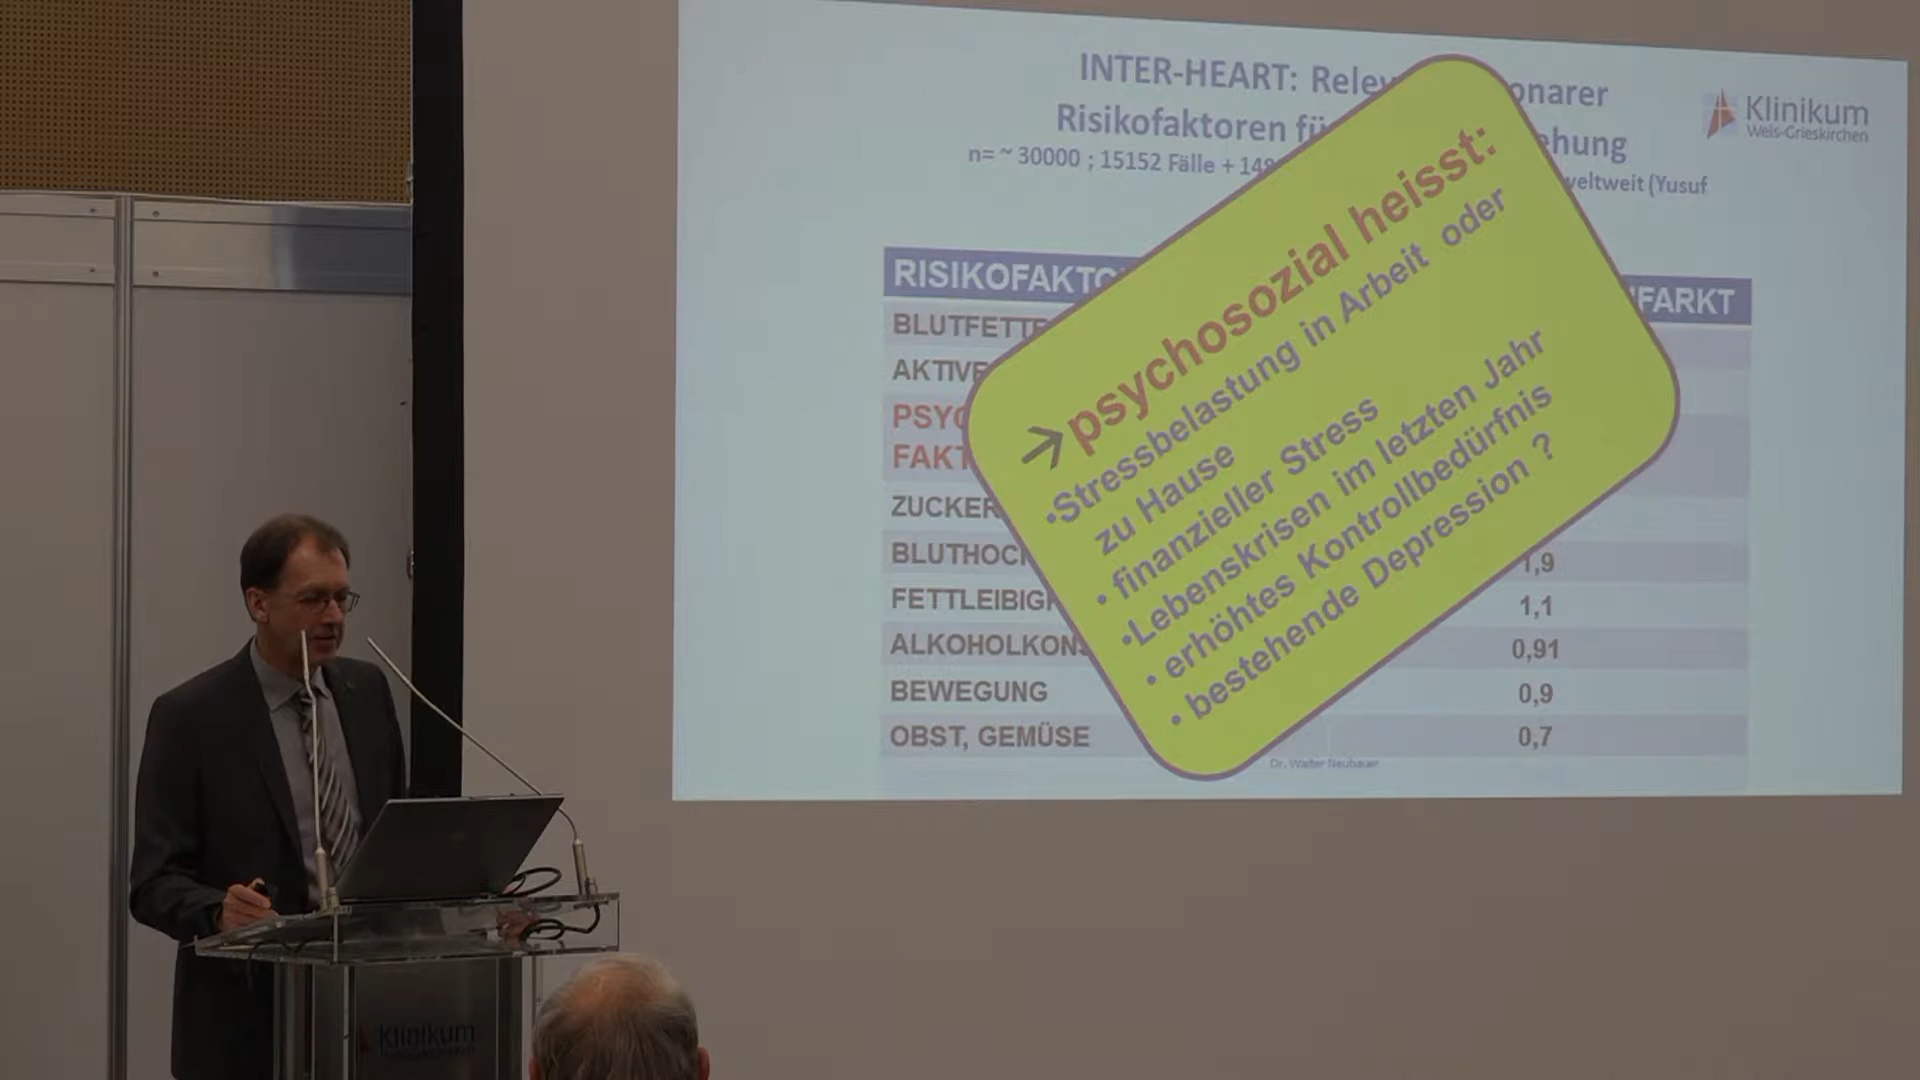 INTER-HEART: Relev onarer
Risikofaktoren fü ehung
n= ~ 30000 ; 15152 Fälle + 148 weltweit (Yusuf
Klinikum
Wels-Grieskirchen
RISIKOFAKTO FARKT
BLUTFETTE
AKTIVE
PSYC
FAKT
ZUCKER
BLUTHOCH 1,9
FETTLEIBIGK 1,1
ALKOHOLKONS 0,91
BEWEGUNG 0,9
OBST, GEMÜSE 0,7
→psychosozial heisst:
•Stressbelastung in Arbeit oder
zu Hause
• finanzieller Stress
•Lebenskrisen im letzten Jahr
• erhöhtes Kontrollbedürfnis
• bestehende Depression ?
Dr. Walter Neubauer
Klinikum